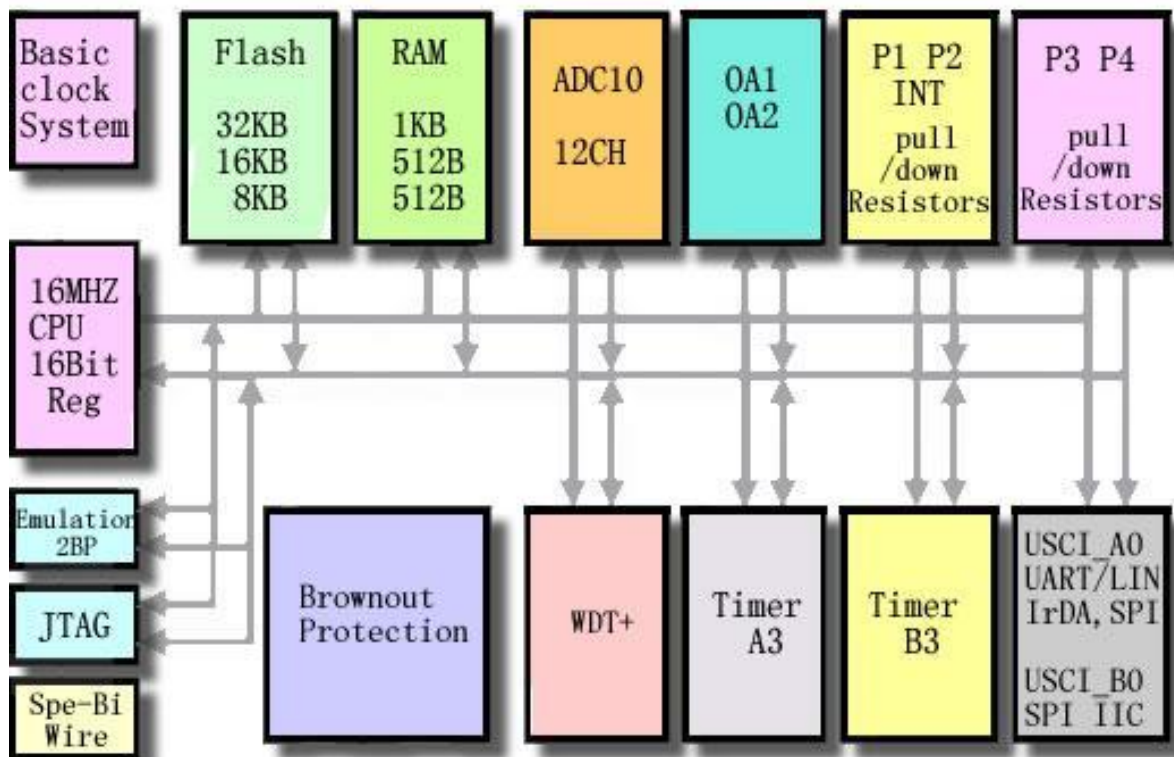 Basic
clock
System
Flash
32KB
16KB
8KB
RAM
1KB
512B
512B
ADC10
12CH
OA1
OA2
P1 P2
INT
pull
/down
Resistors
P3 P4
pull
/down
Resistors
16MHZ
CPU
16Bit
Reg
Emulation
2BP
JTAG
Spe-Bi
Wire
Brownout
Protection
WDT+
Timer
A3
Timer
B3
USCI_A0
UART/LIN
IrDA, SPI
USCI_B0
SPI IIC